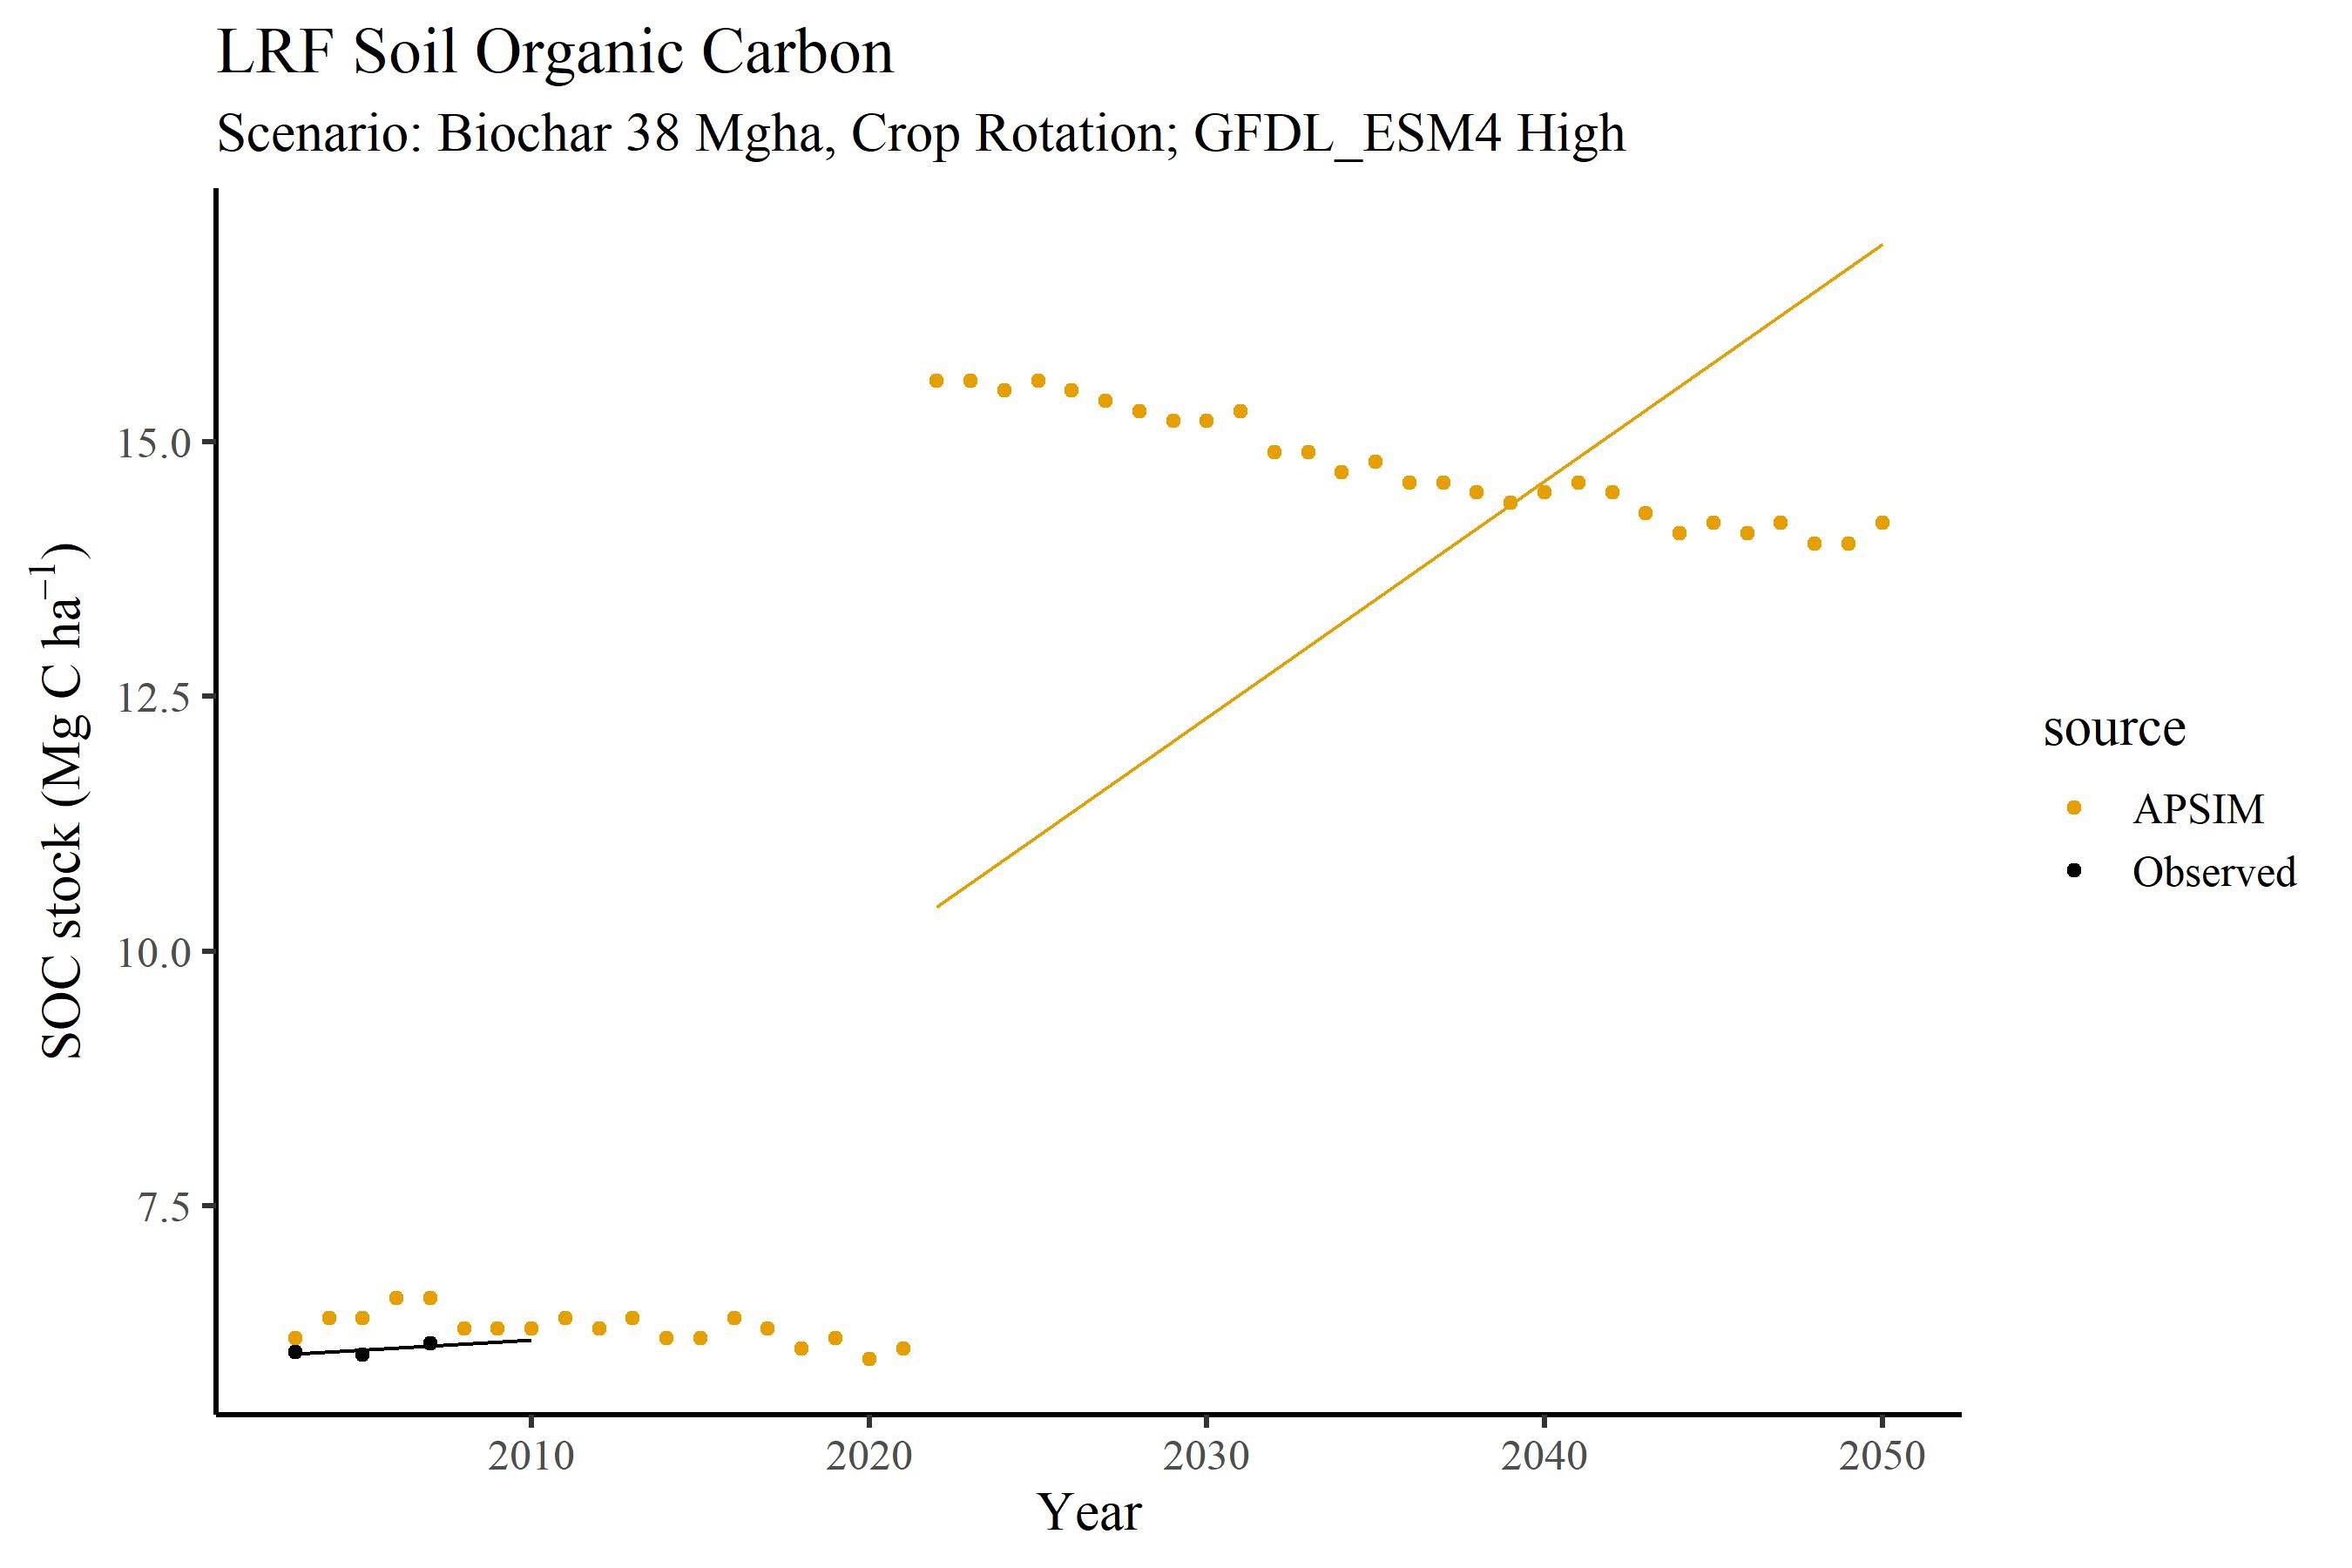 LRF Soil Organic Carbon
Scenario: Biochar 38 Mgha, Crop Rotation; GFDL_ESM4 High
SOC stock (Mg C ha⁻¹)
15.0
12.5
10.0
7.5
2010 2020 2030 2040 2050
Year
source
APSIM
Observed